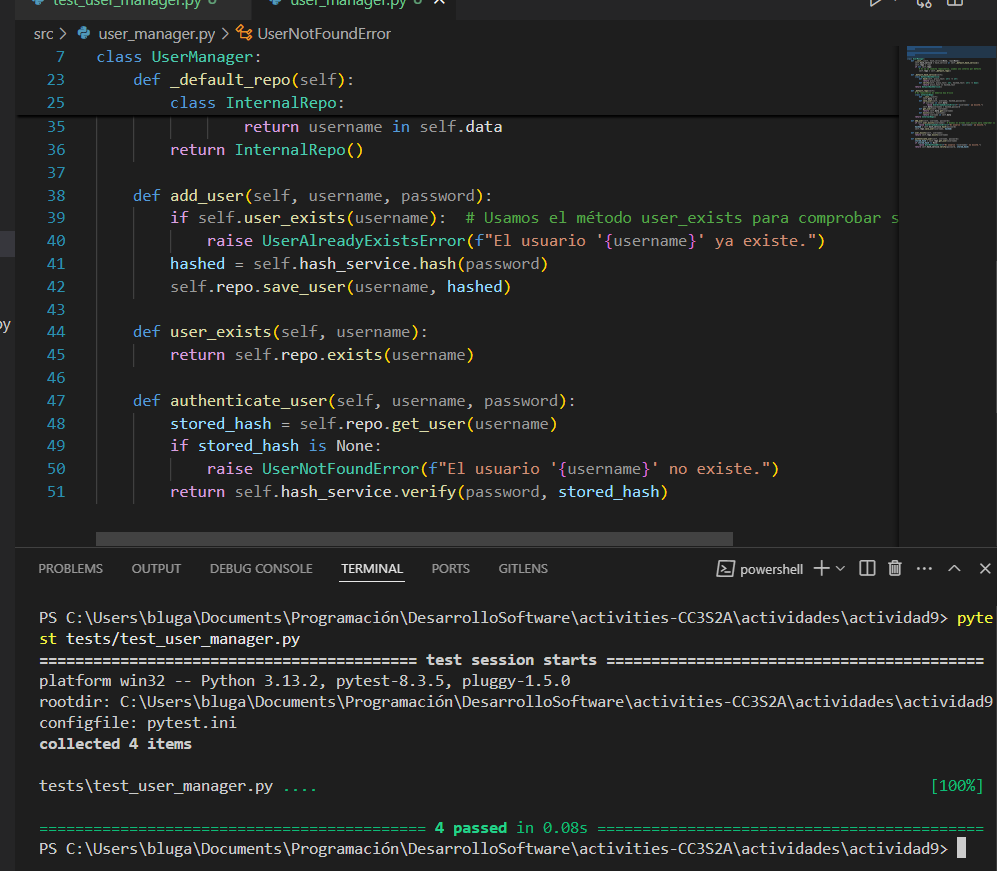 test_user_manager.py
user_manager.py
src > user_manager.py > UserNotFoundError
7 class UserManager:
23 def _default_repo(self):
25 class InternalRepo:
35 return username in self.data
36 return InternalRepo()
37
38 def add_user(self, username, password):
39 if self.user_exists(username):  # Usamos el método user_exists para comprobar s
40 raise UserAlreadyExistsError(f"El usuario '{username}' ya existe.")
41 hashed = self.hash_service.hash(password)
42 self.repo.save_user(username, hashed)
43
44 def user_exists(self, username):
45 return self.repo.exists(username)
46
47 def authenticate_user(self, username, password):
48 stored_hash = self.repo.get_user(username)
49 if stored_hash is None:
50 raise UserNotFoundError(f"El usuario '{username}' no existe.")
51 return self.hash_service.verify(password, stored_hash)
py
PROBLEMS OUTPUT DEBUG CONSOLE TERMINAL PORTS GITLENS powershell
PS C:\Users\bluga\Documents\Programación\DesarrolloSoftware\activities-CC3S2A\actividades\actividad9> pyte
st tests/test_user_manager.py
========================================= test session starts =========================================
platform win32 -- Python 3.13.2, pytest-8.3.5, pluggy-1.5.0
rootdir: C:\Users\bluga\Documents\Programación\DesarrolloSoftware\activities-CC3S2A\actividades\actividad9
configfile: pytest.ini
collected 4 items
tests\test_user_manager.py .... [100%]
========================================== 4 passed in 0.08s ==========================================
PS C:\Users\bluga\Documents\Programación\DesarrolloSoftware\activities-CC3S2A\actividades\actividad9>